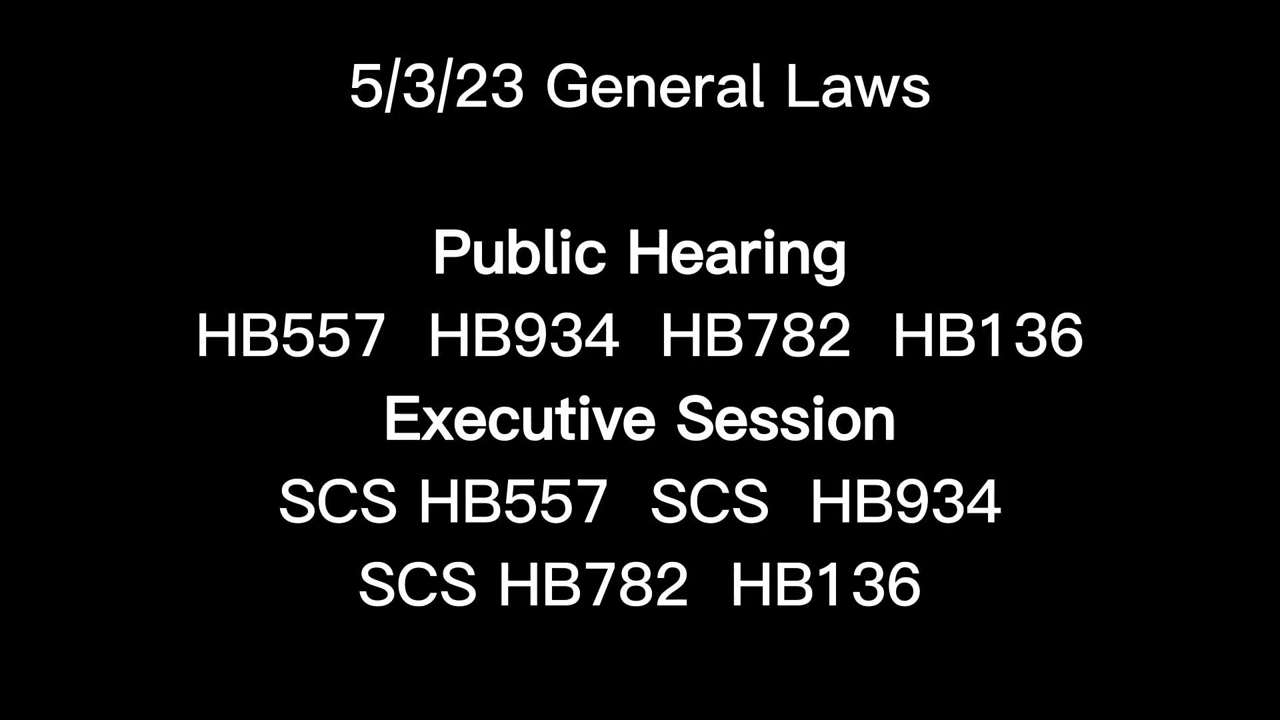 5/3/23 General Laws
Public Hearing
HB557 HB934 HB782 HB136
Executive Session
SCS HB557 SCS HB934
SCS HB782 HB136